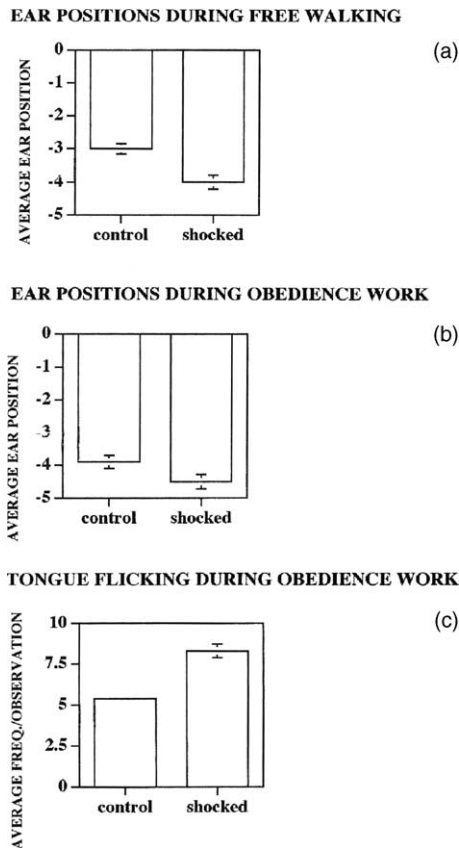 EAR POSITIONS DURING FREE WALKING
(a)
AVERAGE EAR POSITION
0
-1
-2
-3
-4
-5
control shocked
EAR POSITIONS DURING OBEDIENCE WORK
(b)
AVERAGE EAR POSITION
0
-1
-2
-3
-4
-5
control shocked
TONGUE FLICKING DURING OBEDIENCE WORK
(c)
AVERAGE FREQ./OBSERVATION
10
7.5
5
2.5
0
control shocked